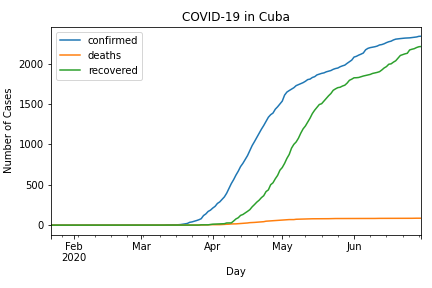 COVID-19 in Cuba
confirmed
deaths
recovered
Number of Cases
2000
1500
1000
500
0
Feb
2020
Mar
Apr
May
Jun
Day